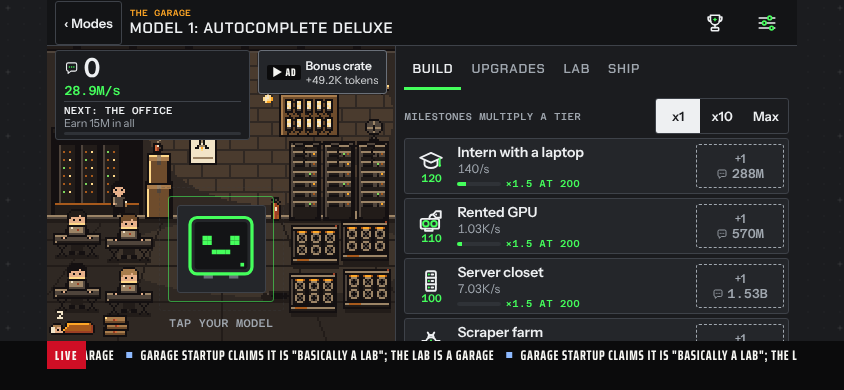 ‹ Modes
THE GARAGE
MODEL 1: AUTOCOMPLETE DELUXE
0
28.9M/s
NEXT: THE OFFICE
Earn 15M in all
AD
Bonus crate
+49.2K tokens
z
TAP YOUR MODEL
BUILD
UPGRADES
LAB
SHIP
MILESTONES MULTIPLY A TIER
x1
x10
Max
Intern with a laptop
140/s
120
×1.5 AT 200
+1
288M
Rented GPU
1.03K/s
110
×1.5 AT 200
+1
570M
Server closet
7.03K/s
100
×1.5 AT 200
+1
1.53B
Scraper farm
+1
LIVE
ARAGE ■ GARAGE STARTUP CLAIMS IT IS "BASICALLY A LAB"; THE LAB IS A GARAGE ■ GARAGE STARTUP CLAIMS IT IS "BASICALLY A LAB"; THE L